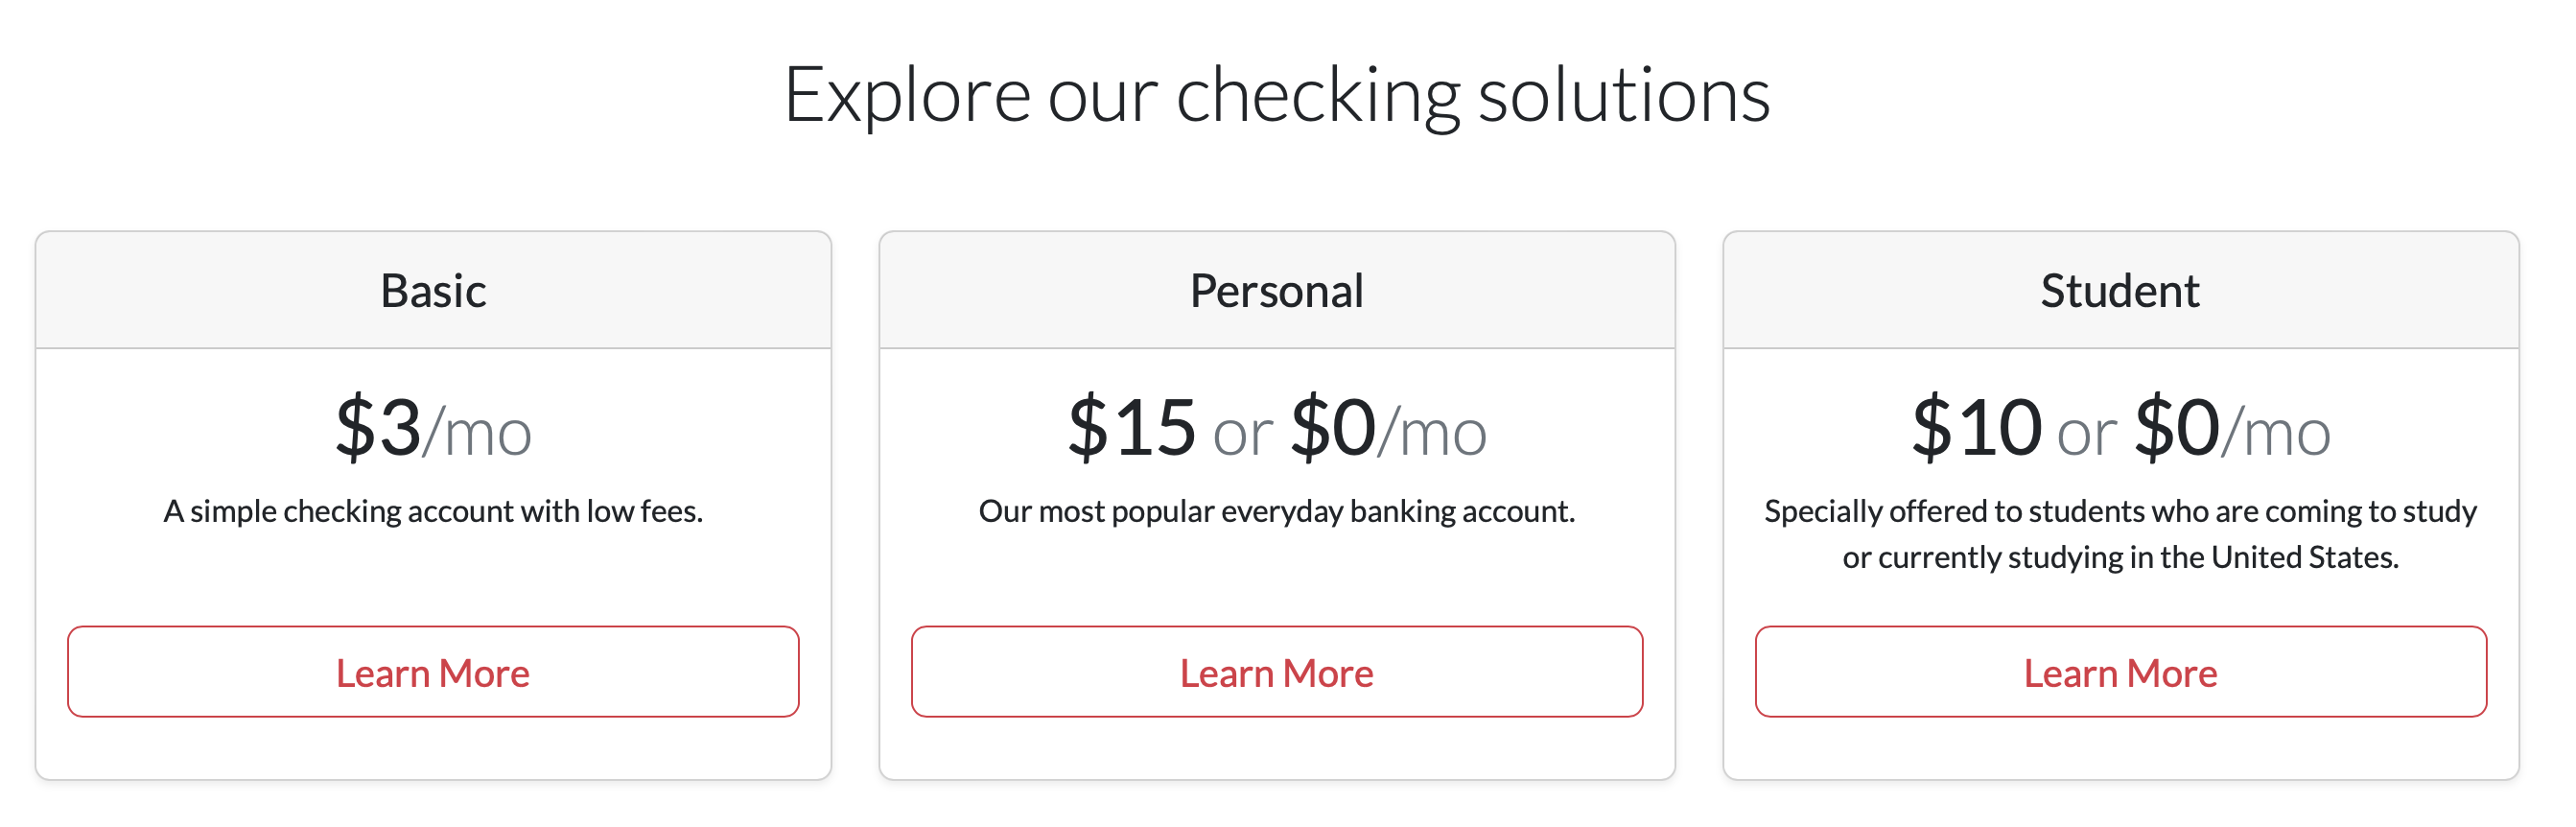 Explore our checking solutions
Basic
$3/mo
A simple checking account with low fees.
Learn More
Personal
$15 or $0/mo
Our most popular everyday banking account.
Learn More
Student
$10 or $0/mo
Specially offered to students who are coming to study
or currently studying in the United States.
Learn More